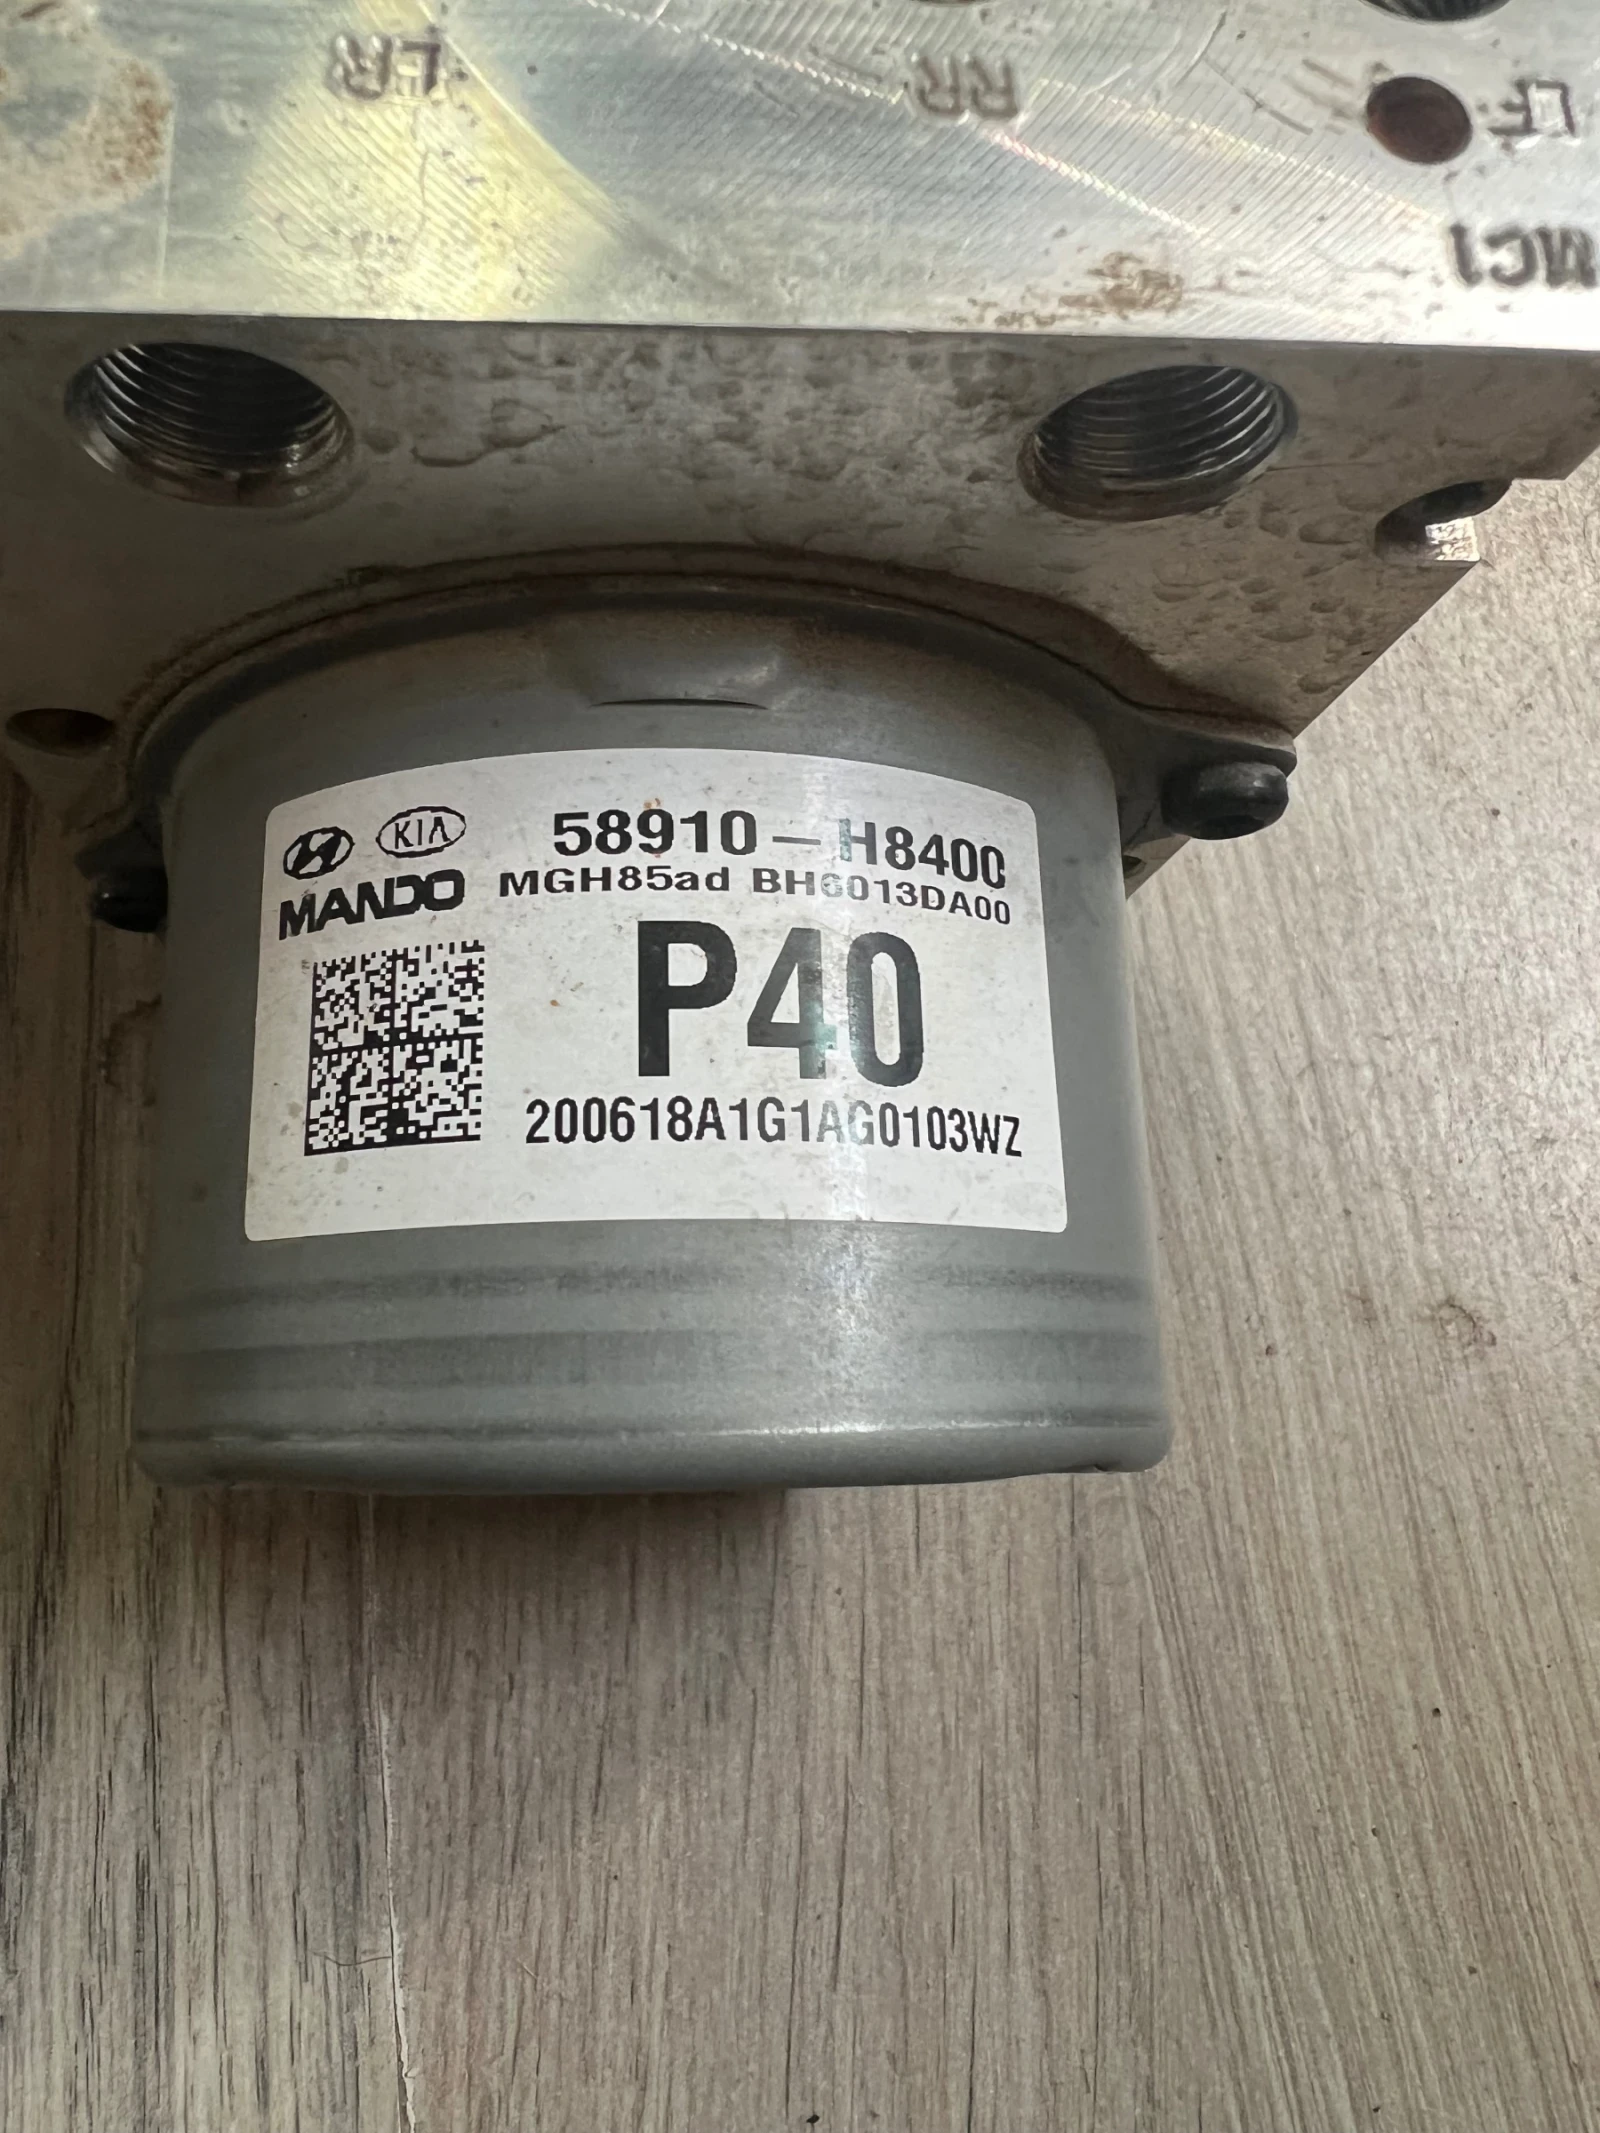 LR
RR
LF
MC1
KIA
MANDO
58910-H8400
MGH85ad BH6013DA00
P40
200618A1G1AG0103WZ